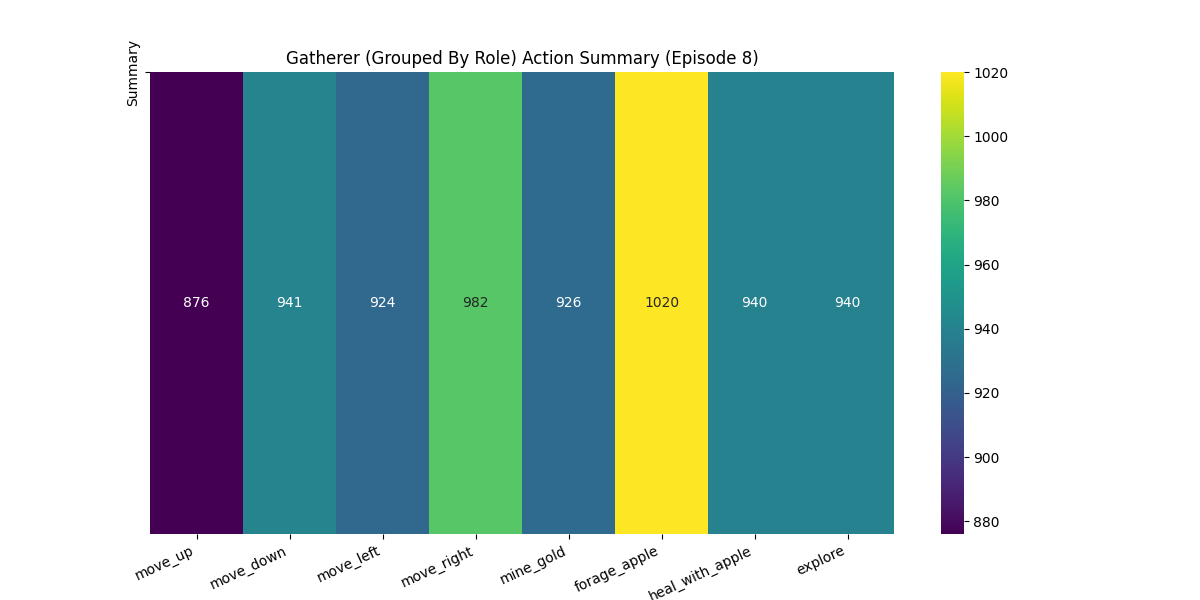 Gatherer (Grouped By Role) Action Summary (Episode 8)
Summary
876 941 924 982 926 1020 940 940
move_up move_down move_left move_right mine_gold forage_apple heal_with_apple explore
1020
1000
980
960
940
920
900
880